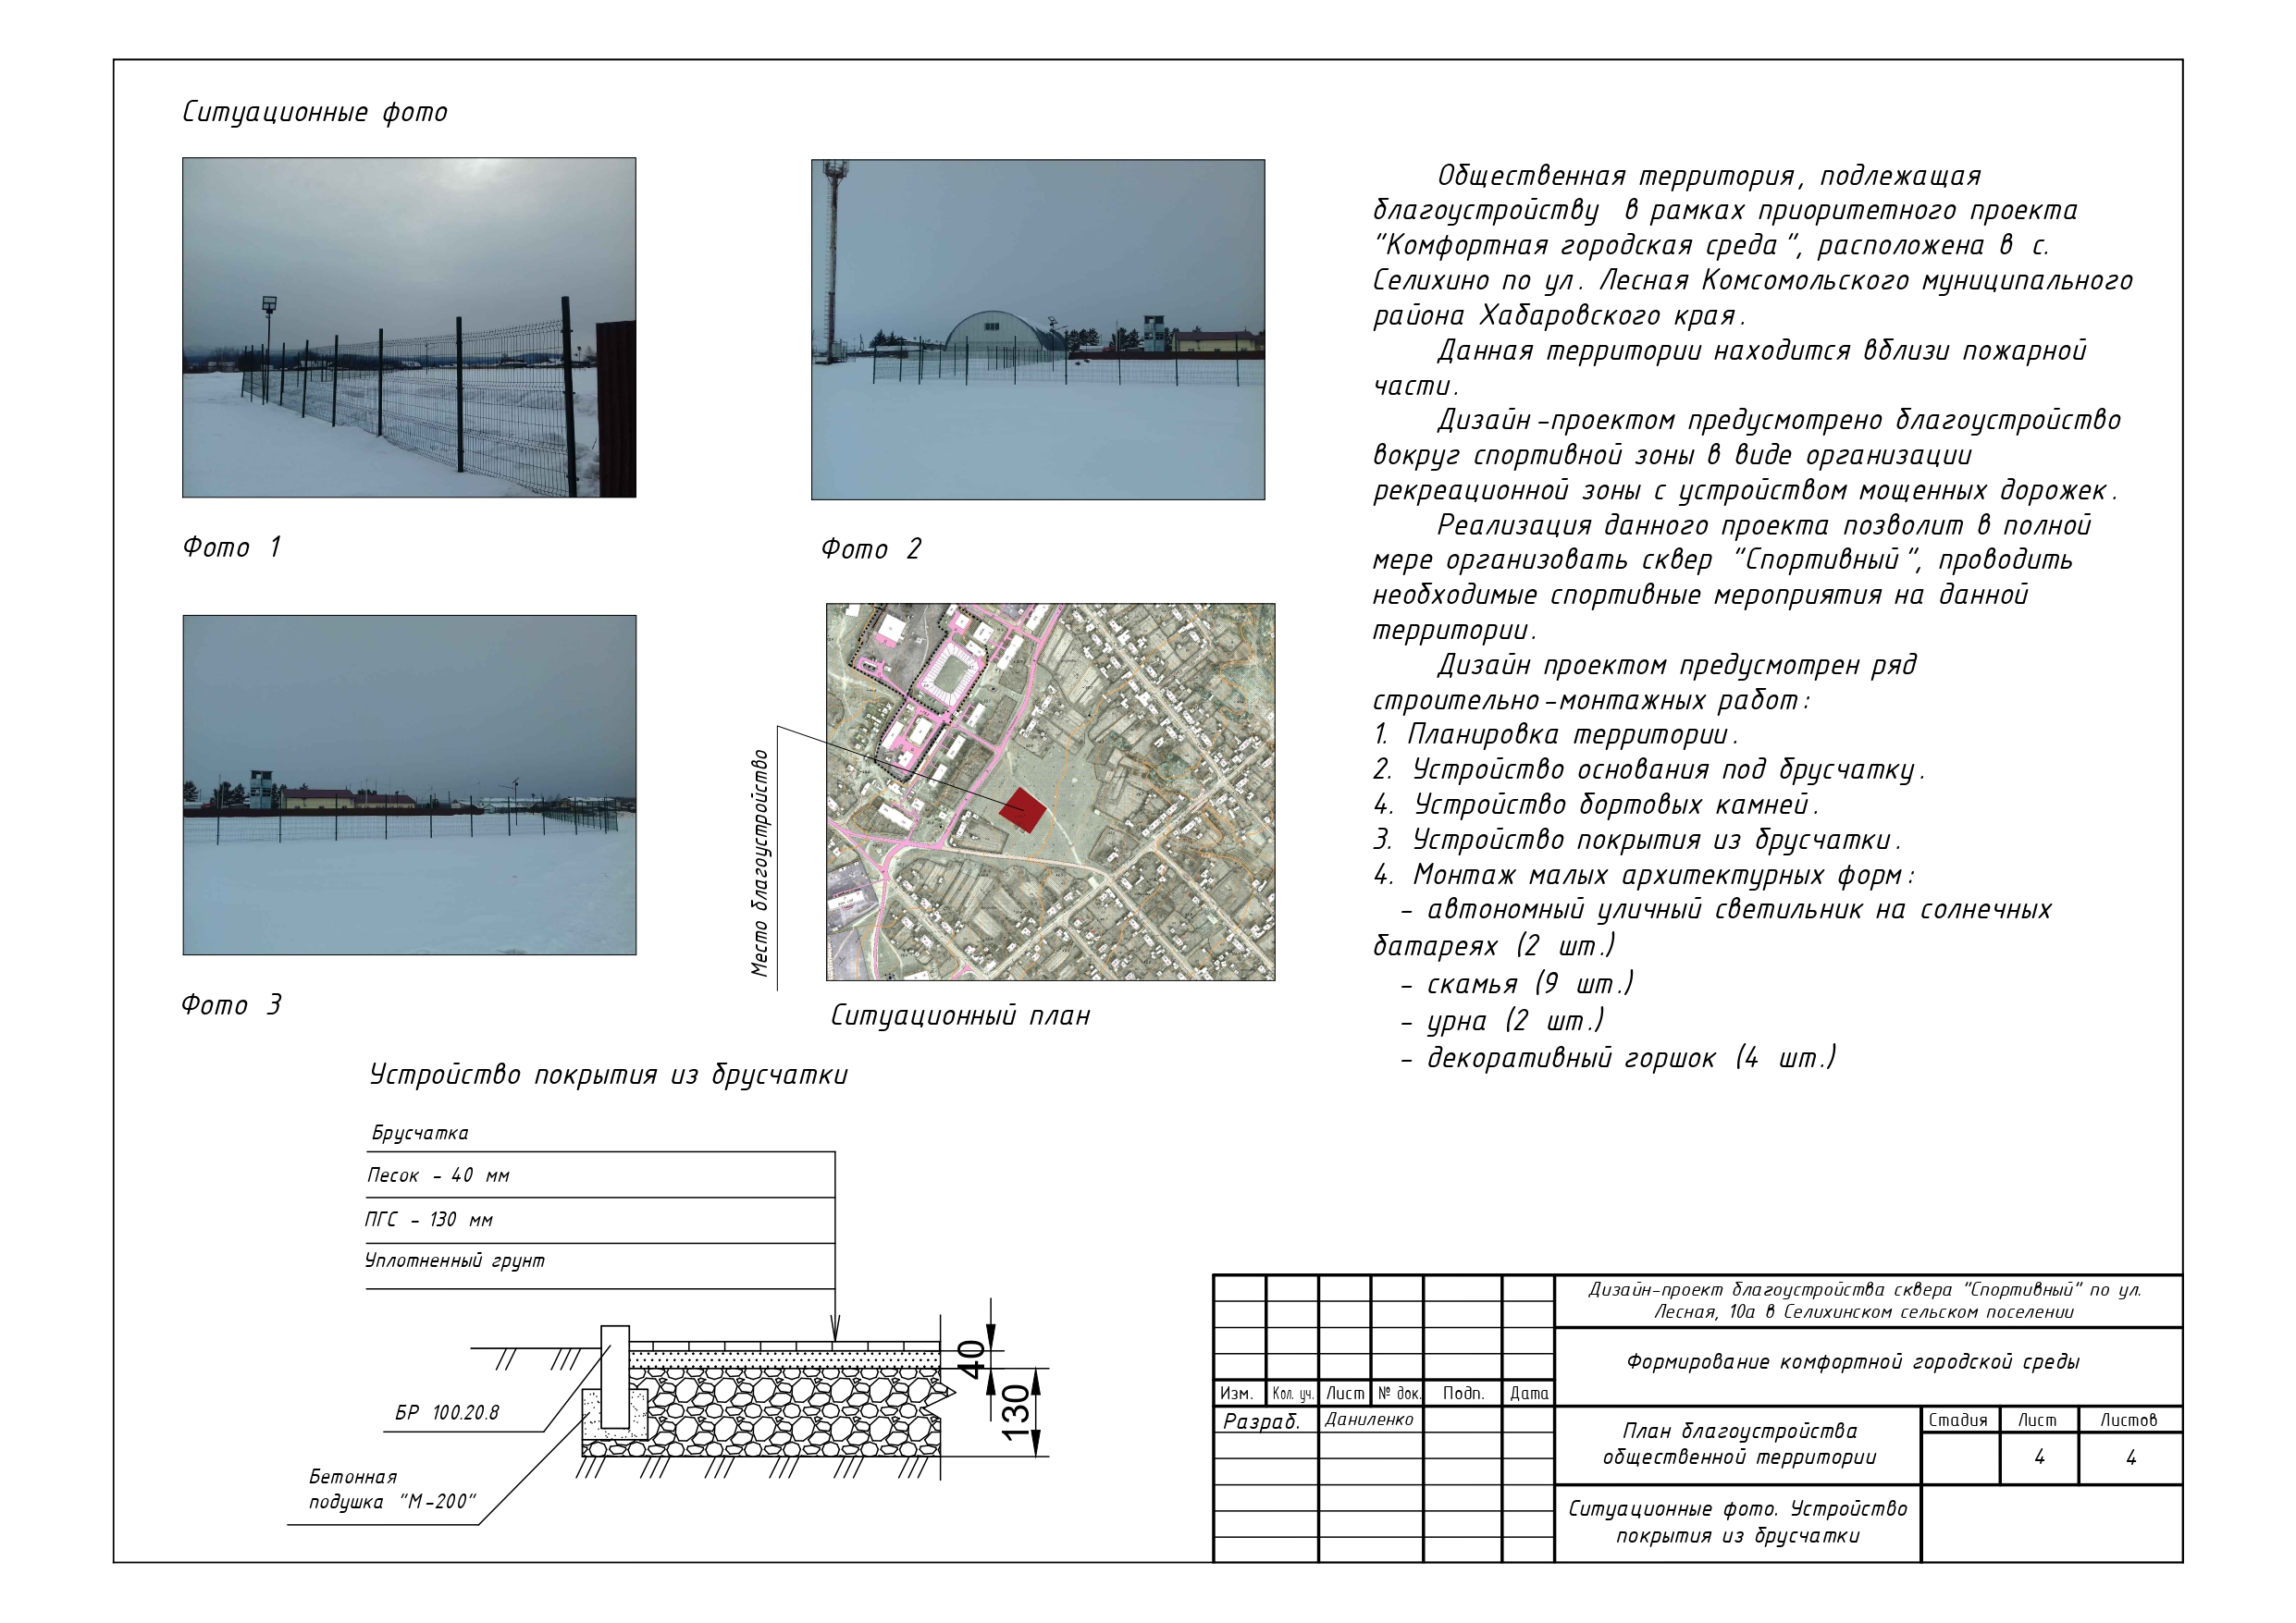 Ситуационные фото
Фото 1
Фото 2
Фото 3
Место благоустройство
Ситуационный план
Общественная территория, подлежащая
благоустройству в рамках приоритетного проекта
"Комфортная городская среда", расположена в с.
Селихино по ул. Лесная Комсомольского муниципального
района Хабаровского края.
Данная территории находится вблизи пожарной
части.
Дизайн-проектом предусмотрено благоустройство
вокруг спортивной зоны в виде организации
рекреационной зоны с устройством мощенных дорожек.
Реализация данного проекта позволит в полной
мере организовать сквер "Спортивный", проводить
необходимые спортивные мероприятия на данной
территории.
Дизайн проектом предусмотрен ряд
строительно-монтажных работ:
1. Планировка территории.
2. Устройство основания под брусчатку.
4. Устройство бортовых камней.
3. Устройство покрытия из брусчатки.
4. Монтаж малых архитектурных форм:
- автономный уличный светильник на солнечных
батареях (2 шт.)
- скамья (9 шт.)
- урна (2 шт.)
- декоративный горшок (4 шт.)
Устройство покрытия из брусчатки
Брусчатка
Песок - 40 мм
ПГС - 130 мм
Уплотненный грунт
40
130
БР 100.20.8
Бетонная
подушка "М-200"
Дизайн-проект благоустройства сквера "Спортивный" по ул.
Лесная, 10а в Селихинском сельском поселении
Формирование комфортной городской среды
Изм. Кол. уч. Лист № док. Подп. Дата
Разраб. Даниленко
План благоустройства
общественной территории
Стадия Лист Листов
4 4
Ситуационные фото. Устройство
покрытия из брусчатки